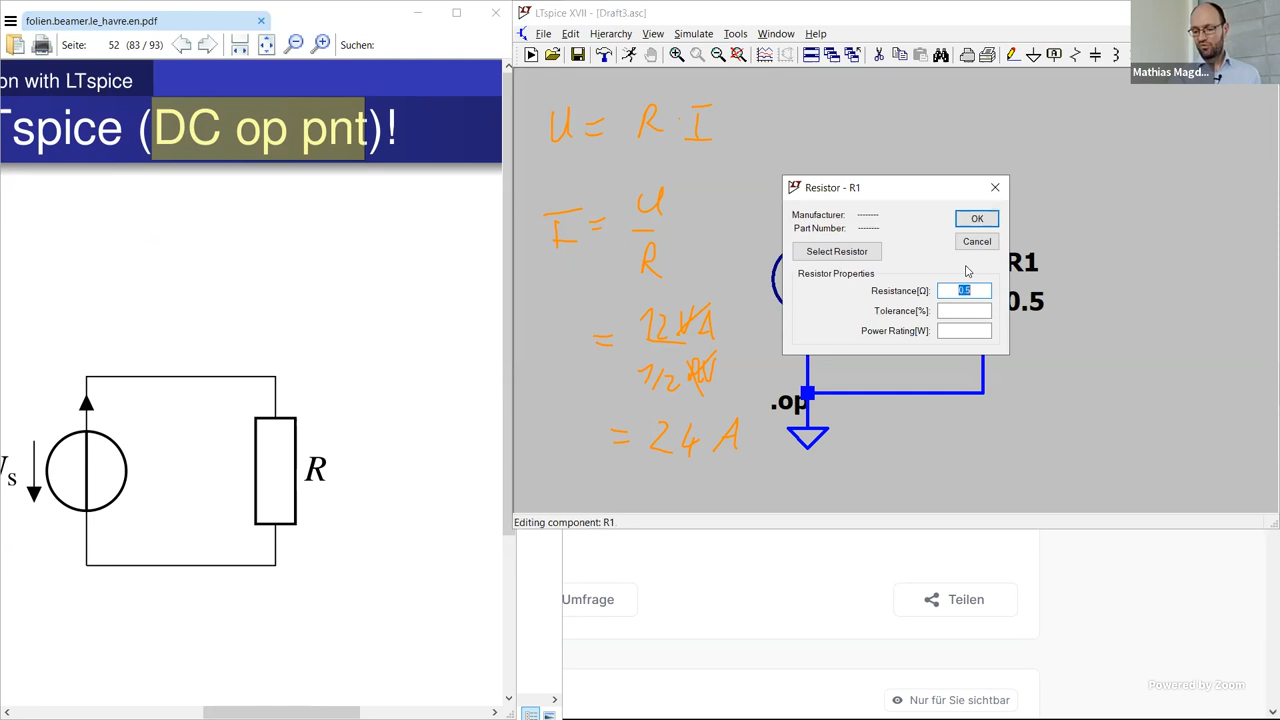 folien.beamer.le_havre.en.pdf
Seite: 52 (83 / 93) Suchen:
on with LTspice
Tspice (DC op pnt)!
Vs
R
LTspice XVII - [Draft3.asc]
File Edit Hierarchy View Simulate Tools Window Help
U = R · I
I = U
R
= 12 V A
1/2 V
= 24 A
Resistor - R1
Manufacturer: --------
Part Number: --------
OK
Cancel
Select Resistor
Resistor Properties
Resistance[Ω]: 0.5
Tolerance[%]:
Power Rating[W]:
R1
0.5
.op
Editing component: R1
Umfrage
Teilen
Nur für Sie sichtbar
Mathias Magd...
Powered by Zoom